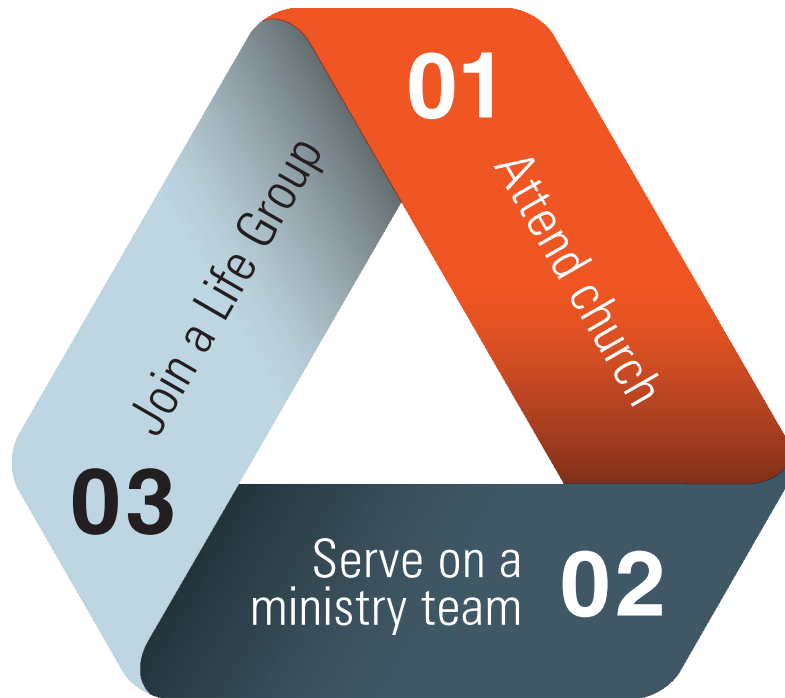 01
Attend church
02
Serve on a
ministry team
03
Join a Life Group